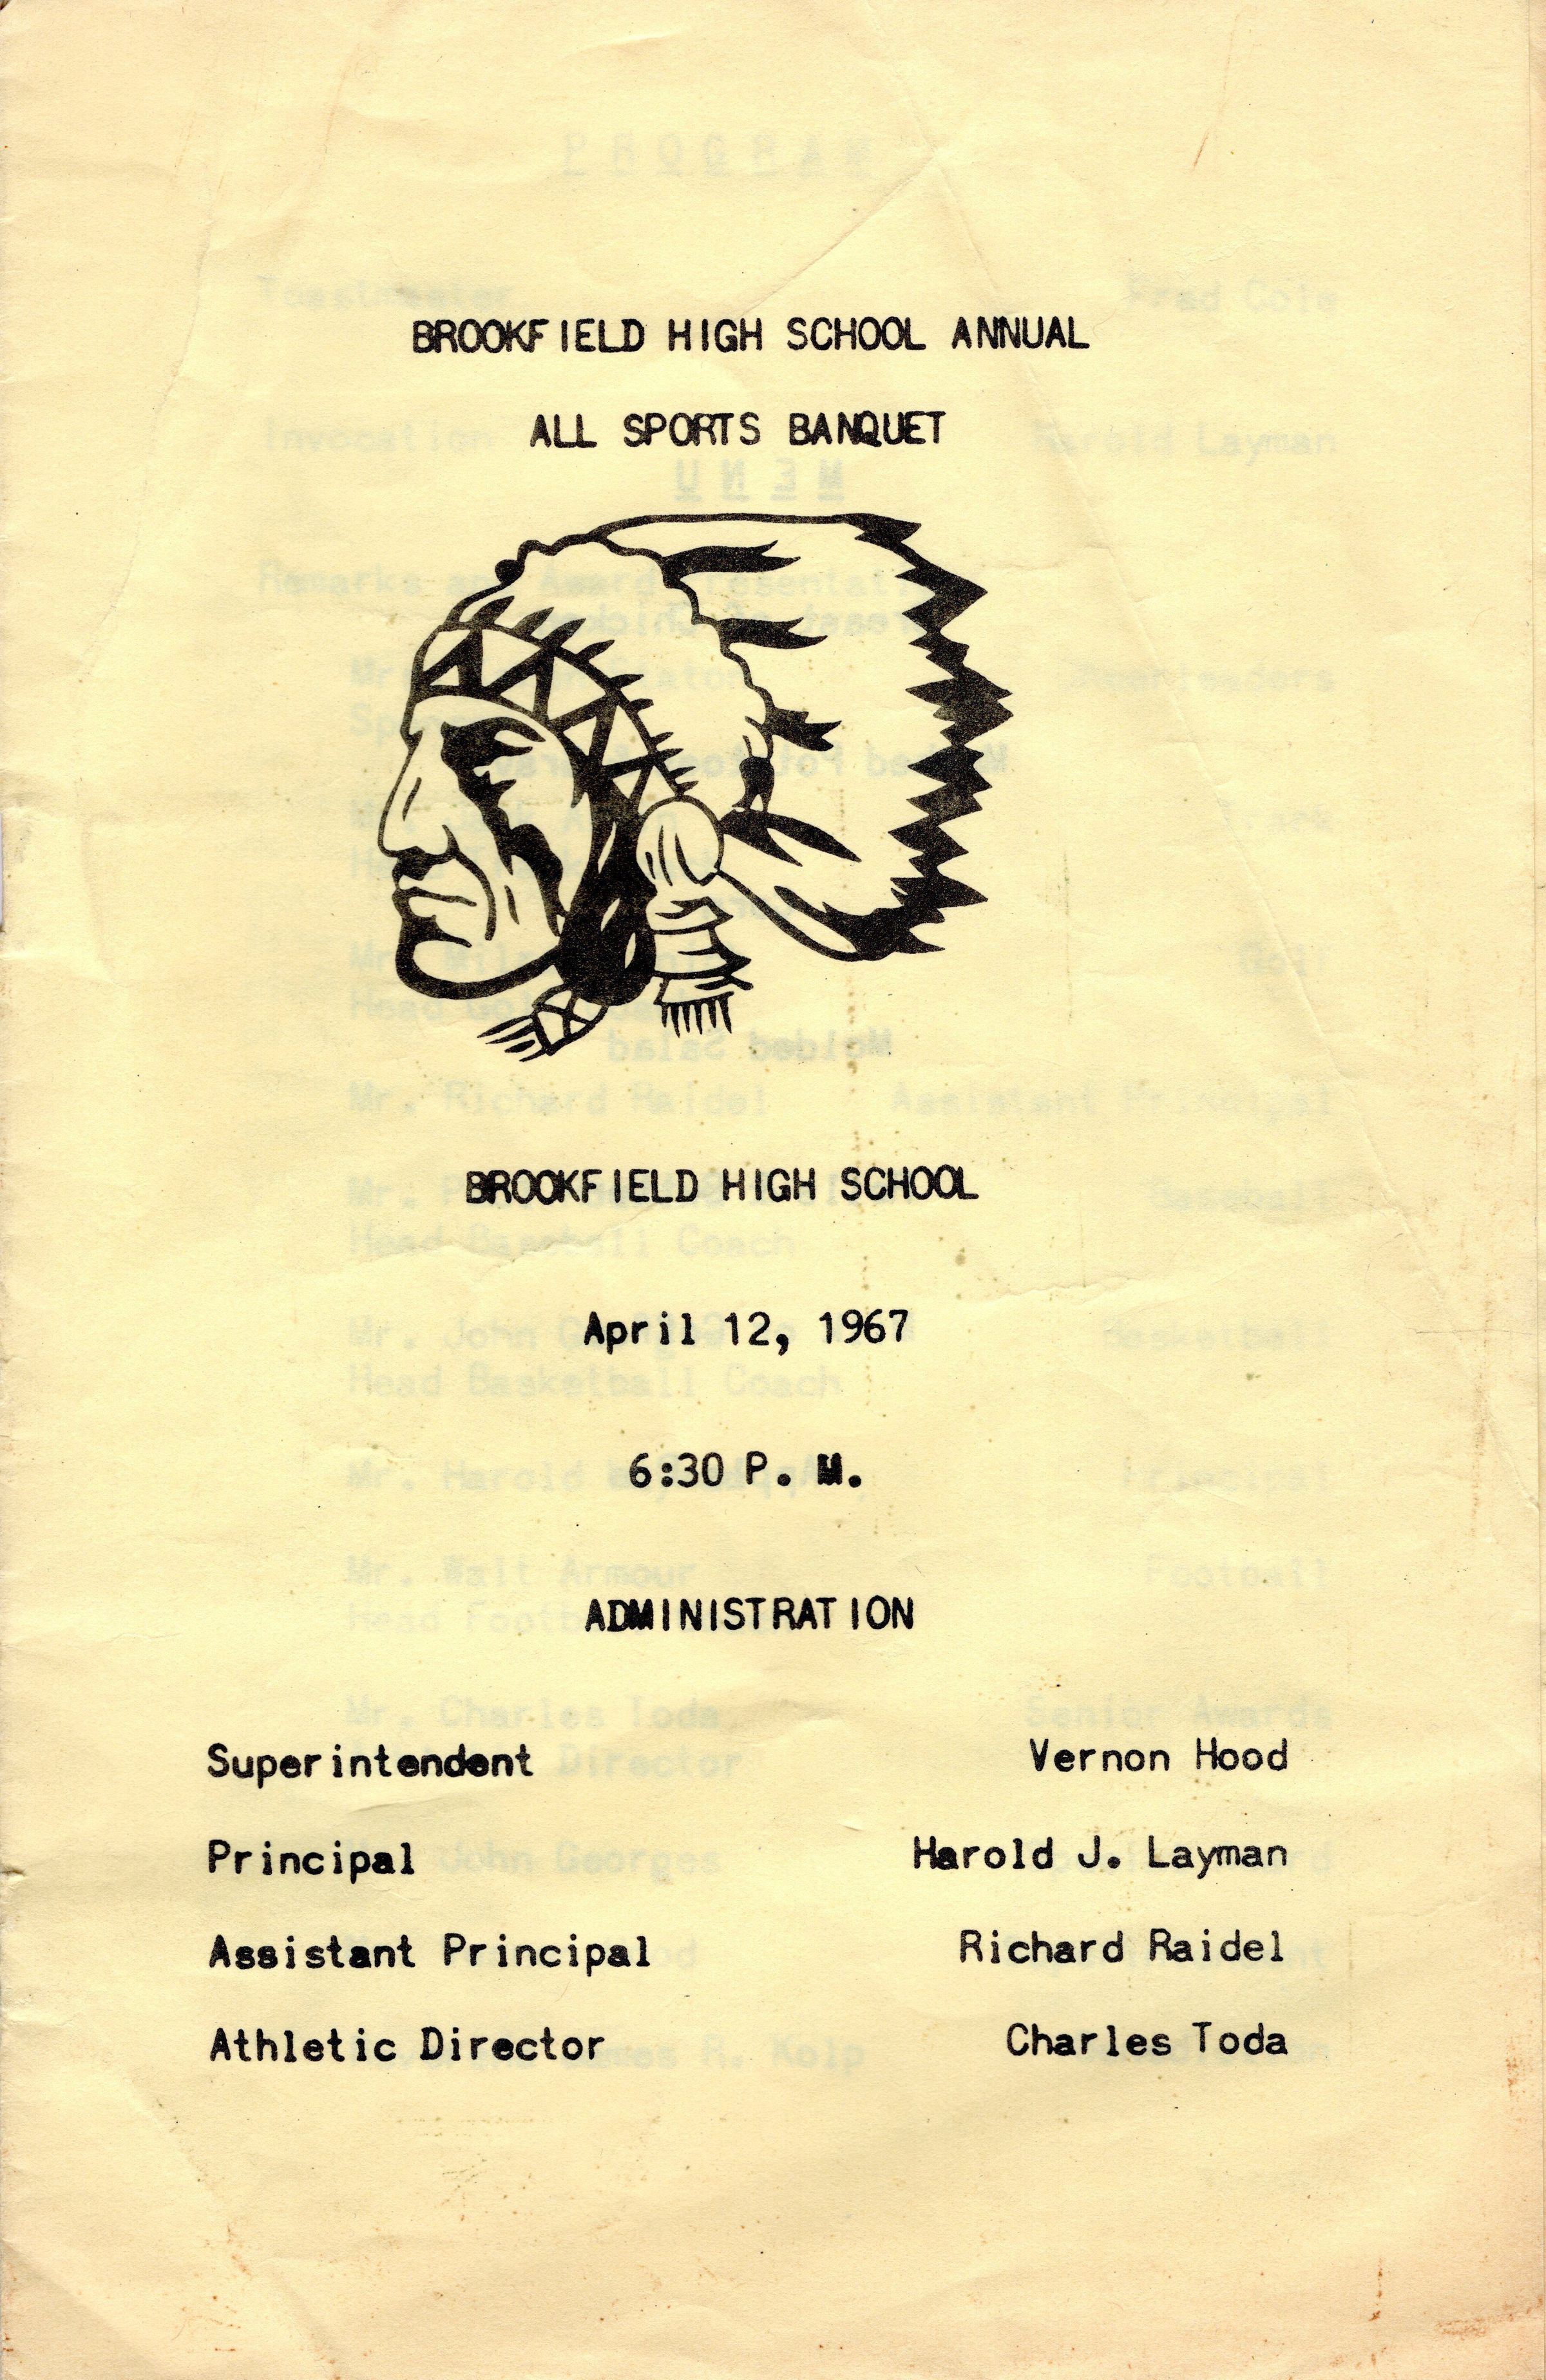 BROOKFIELD HIGH SCHOOL ANNUAL
ALL SPORTS BANQUET
BROOKFIELD HIGH SCHOOL
April 12, 1967
6:30 P. M.
ADMINISTRATION
Superintendent Vernon Hood
Principal Harold J. Layman
Assistant Principal Richard Raidel
Athletic Director Charles Toda